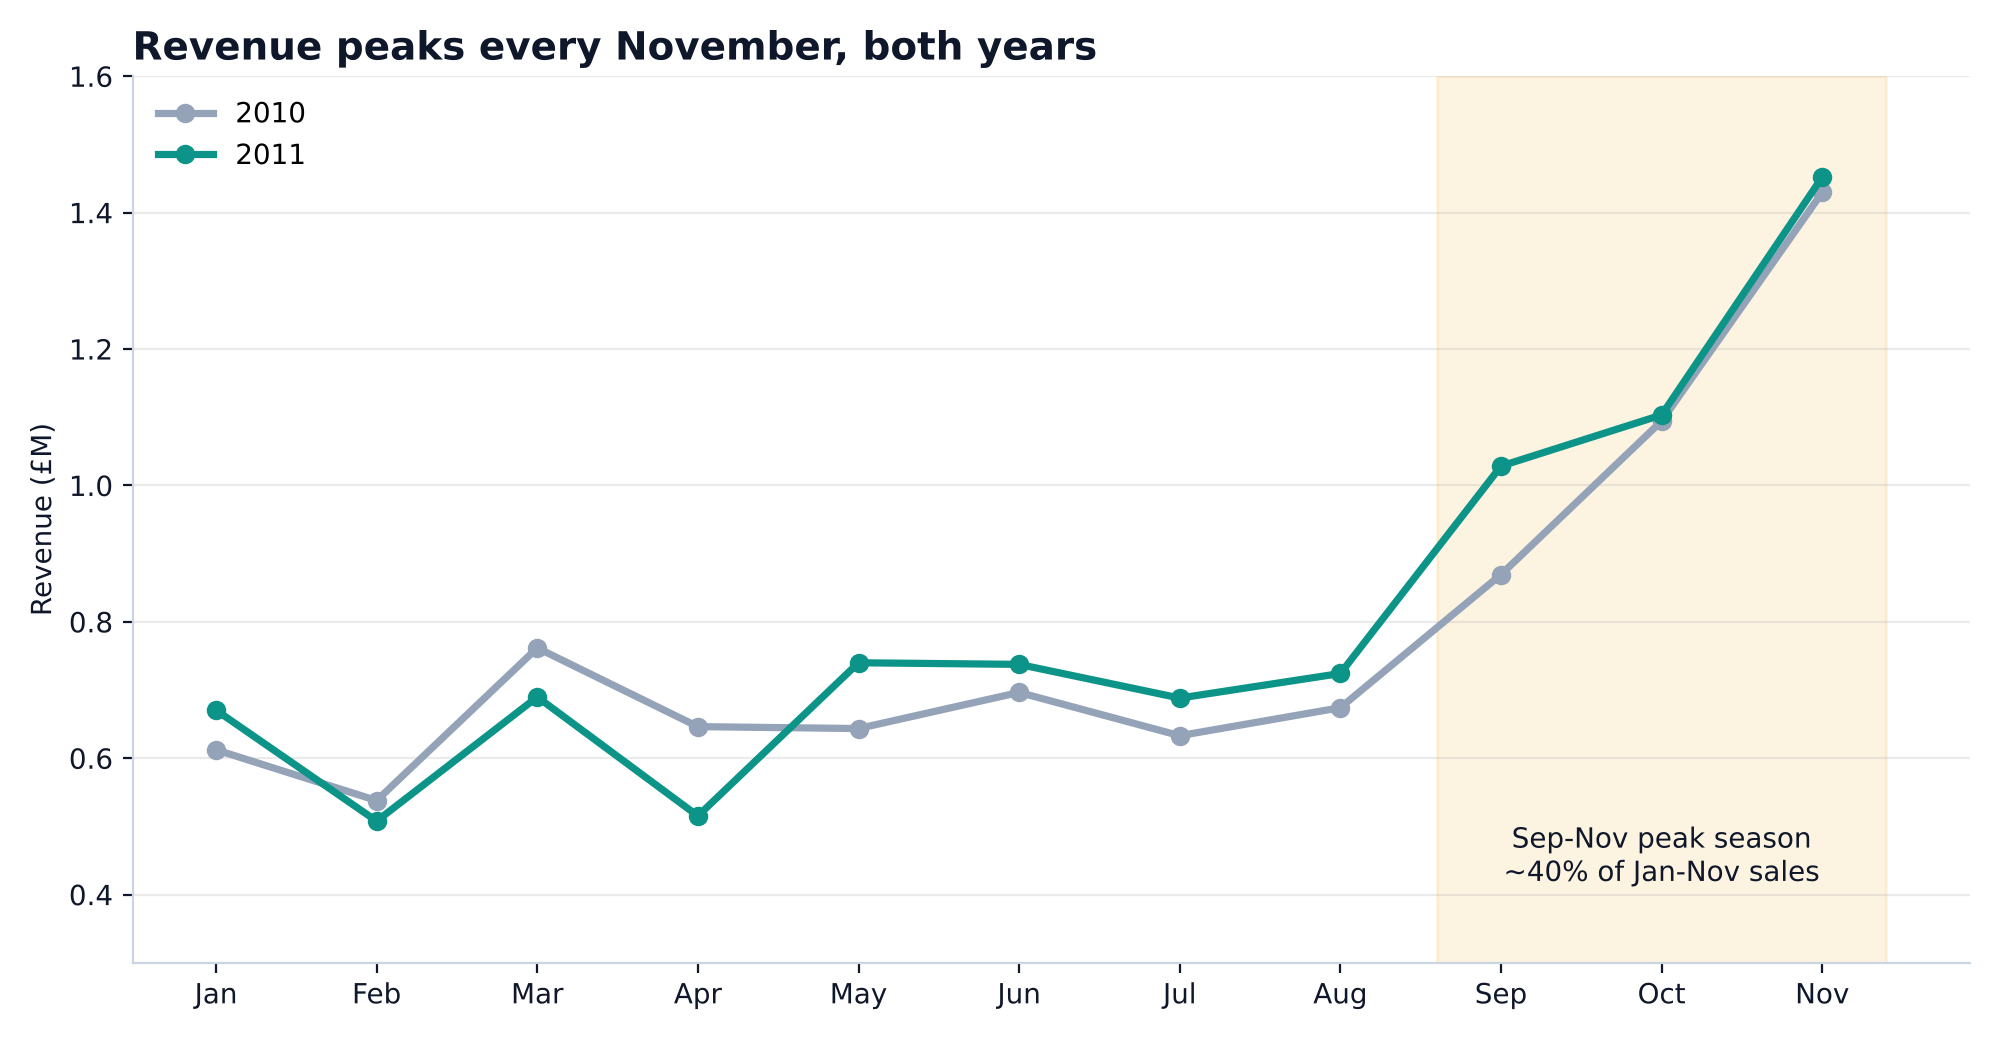 Revenue peaks every November, both years
2010
2011
Revenue (£M)
1.6
1.4
1.2
1.0
0.8
0.6
0.4
Sep-Nov peak season
~40% of Jan-Nov sales
Jan Feb Mar Apr May Jun Jul Aug Sep Oct Nov